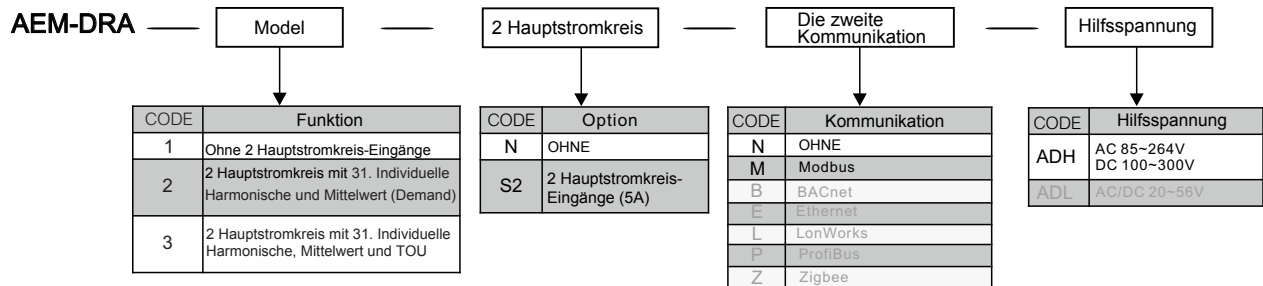 AEM-DRA
Model
2 Hauptstromkreis
Die zweite
Kommunikation
Hilfsspannung
CODE Funktion
1 Ohne 2 Hauptstromkreis-Eingänge
2 2 Hauptstromkreis mit 31. Individuelle
Harmonische und Mittelwert (Demand)
3 2 Hauptstromkreis mit 31. Individuelle
Harmonische, Mittelwert und TOU
CODE Option
N OHNE
S2 2 Hauptstromkreis-
Eingänge (5A)
CODE Kommunikation
N OHNE
M Modbus
B BACnet
E Ethernet
L LonWorks
P ProfiBus
Z Zigbee
CODE Hilfsspannung
ADH AC 85~264V
DC 100~300V
ADL AC/DC 20~56V